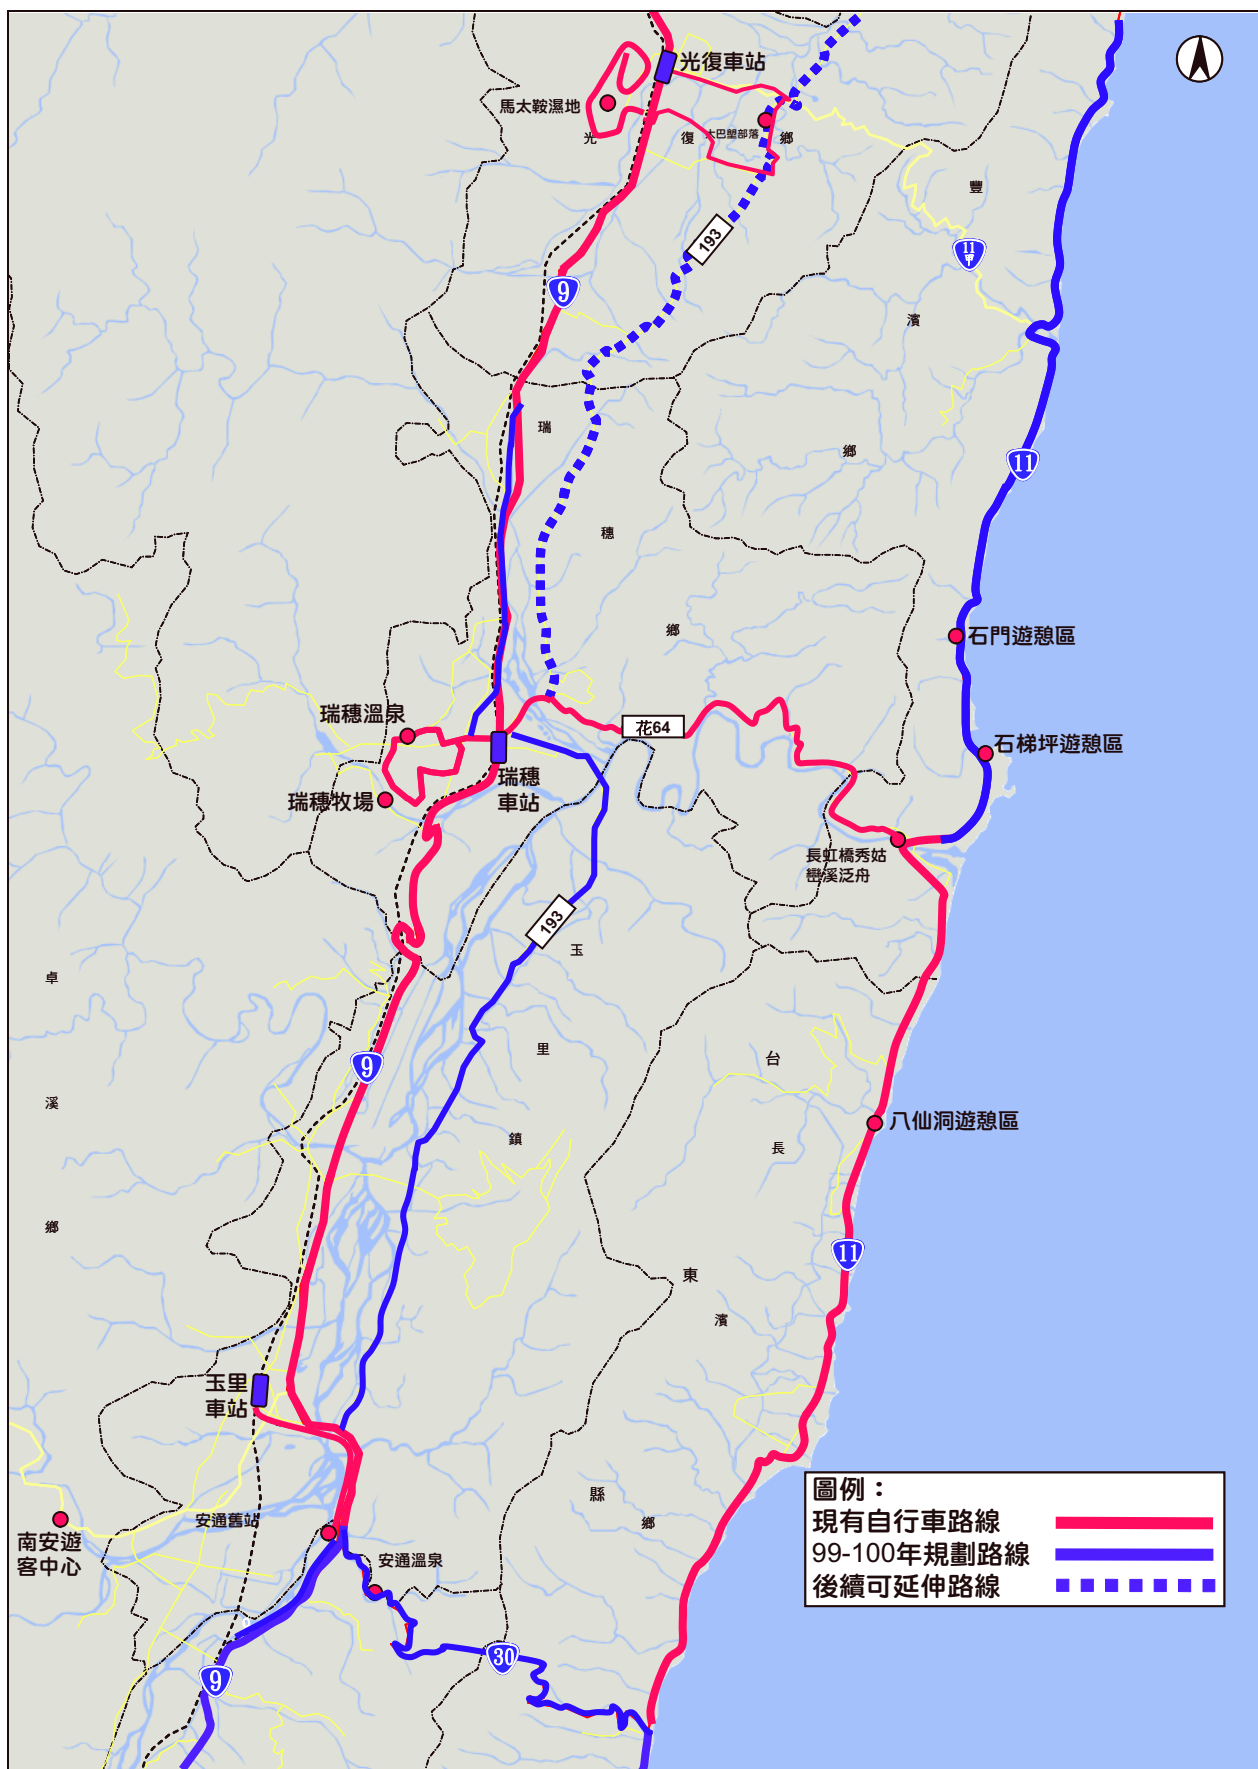 光復車站
馬太鞍濕地
大巴塱部落
光
復
鄉
豐
193
11
甲
9
濱
瑞
鄉
11
穗
鄉
石門遊憩區
瑞穗溫泉
花64
石梯坪遊憩區
瑞穗
車站
瑞穗牧場
長虹橋秀姑
巒溪泛舟
193
玉
卓
里
台
9
溪
八仙洞遊憩區
鎮
長
鄉
11
東
濱
玉里
車站
縣
鄉
安通舊站
南安遊
客中心
安通溫泉
9
30
9
圖例：
現有自行車路線
99-100年規劃路線
後續可延伸路線